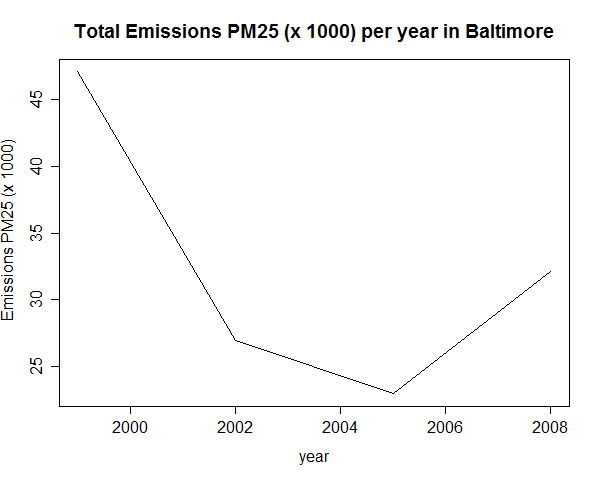 Total Emissions PM25 (x 1000) per year in Baltimore
Emissions PM25 (x 1000)
45
40
35
30
25
2000 2002 2004 2006 2008
year